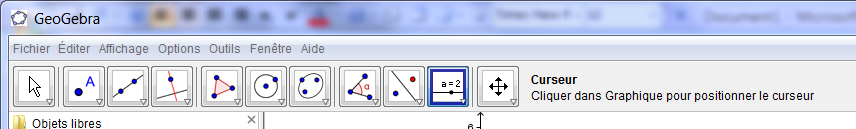 GeoGebra
Fichier Éditer Affichage Options Outils Fenêtre Aide
A
α
a = 2
Curseur
Cliquer dans Graphique pour positionner le curseur
Objets libres
6